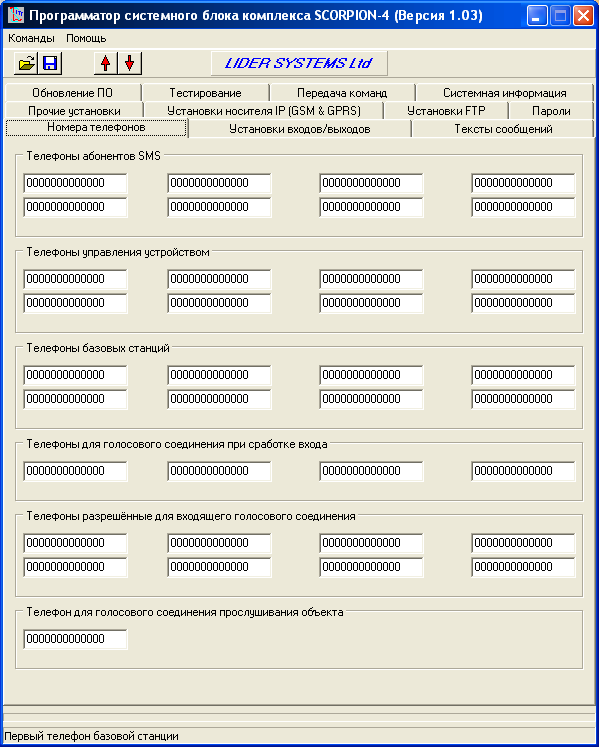 Программатор системного блока комплекса SCORPION-4 (Версия 1.03)
Команды Помощь
LIDER SYSTEMS Ltd
Обновление ПО Тестирование Передача команд Системная информация
Прочие установки Установки носителя IP (GSM & GPRS) Установки FTP Пароли
Номера телефонов Установки входов/выходов Тексты сообщений
Телефоны абонентов SMS
0000000000000 0000000000000 0000000000000 0000000000000
0000000000000 0000000000000 0000000000000 0000000000000
Телефоны управления устройством
0000000000000 0000000000000 0000000000000 0000000000000
0000000000000 0000000000000 0000000000000 0000000000000
Телефоны базовых станций
0000000000000 0000000000000 0000000000000 0000000000000
0000000000000 0000000000000 0000000000000 0000000000000
Телефоны для голосового соединения при сработке входа
0000000000000 0000000000000 0000000000000 0000000000000
Телефоны разрешённые для входящего голосового соединения
0000000000000 0000000000000 0000000000000 0000000000000
0000000000000 0000000000000 0000000000000 0000000000000
Телефон для голосового соединения прослушивания объекта
0000000000000
Первый телефон базовой станции